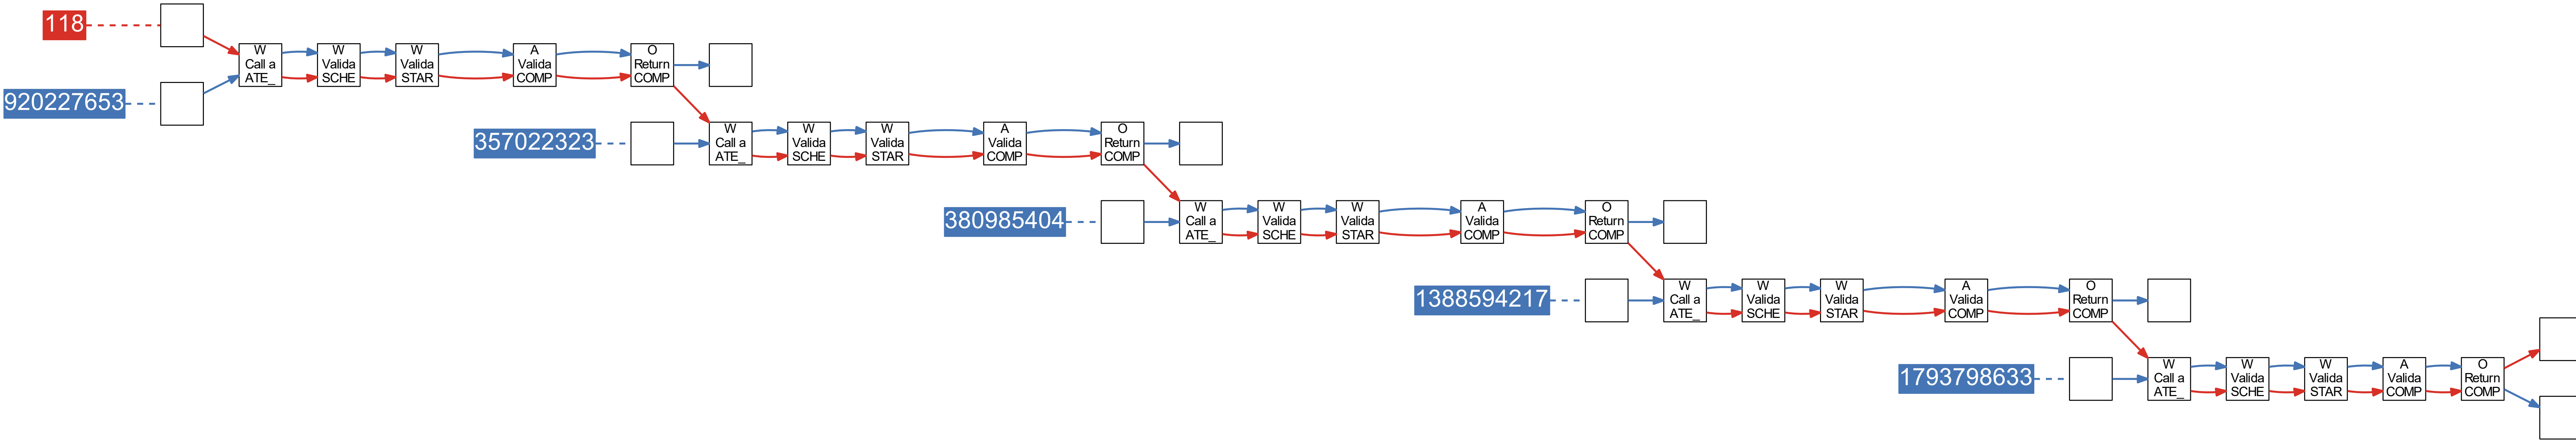 118
920227653
W
Call a
ATE_
W
Valida
SCHE
W
Valida
STAR
A
Valida
COMP
O
Return
COMP
357022323
W
Call a
ATE_
W
Valida
SCHE
W
Valida
STAR
A
Valida
COMP
O
Return
COMP
380985404
W
Call a
ATE_
W
Valida
SCHE
W
Valida
STAR
A
Valida
COMP
O
Return
COMP
1388594217
W
Call a
ATE_
W
Valida
SCHE
W
Valida
STAR
A
Valida
COMP
O
Return
COMP
1793798633
W
Call a
ATE_
W
Valida
SCHE
W
Valida
STAR
A
Valida
COMP
O
Return
COMP